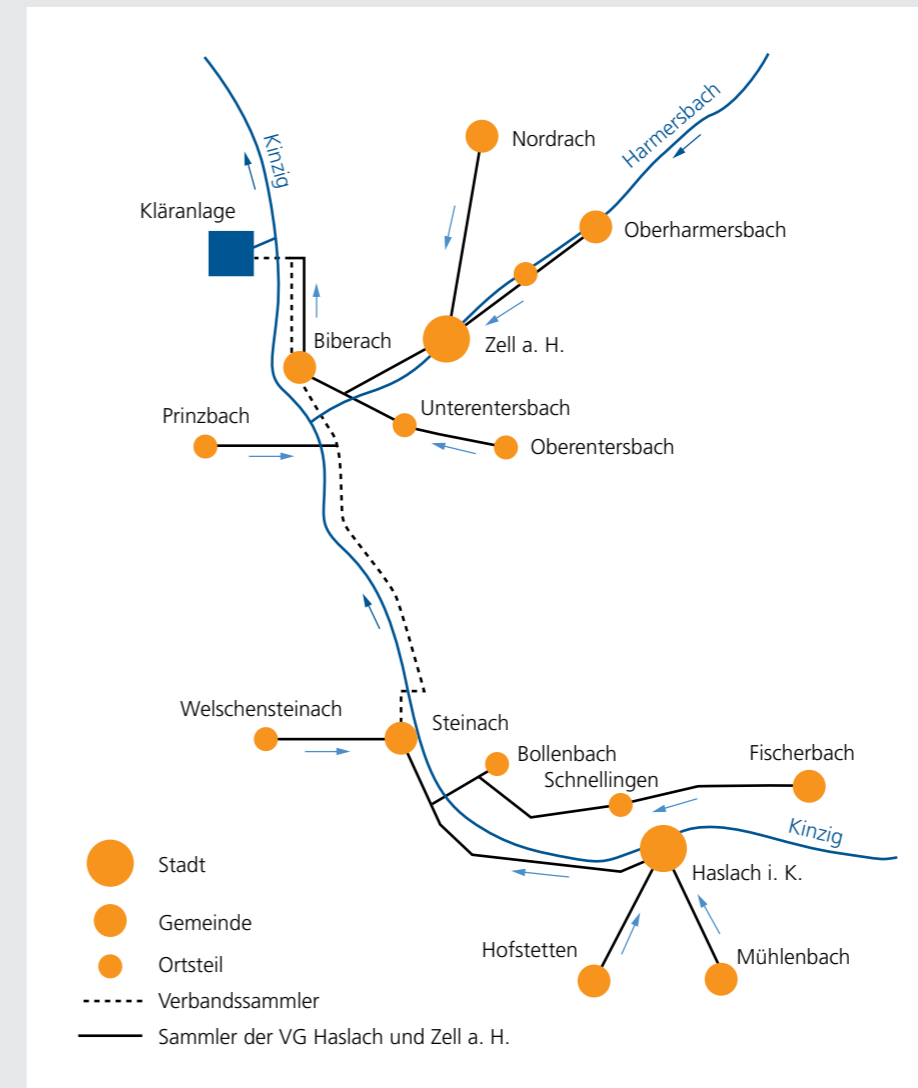 Kinzig
Harmersbach
Nordrach
Kläranlage
Oberharmersbach
Biberach
Zell a. H.
Prinzbach
Unterentersbach
Oberentersbach
Welschensteinach
Steinach
Bollenbach
Schnellingen
Fischerbach
Kinzig
Haslach i. K.
Hofstetten
Mühlenbach
Stadt
Gemeinde
Ortsteil
Verbandssammler
Sammler der VG Haslach und Zell a. H.